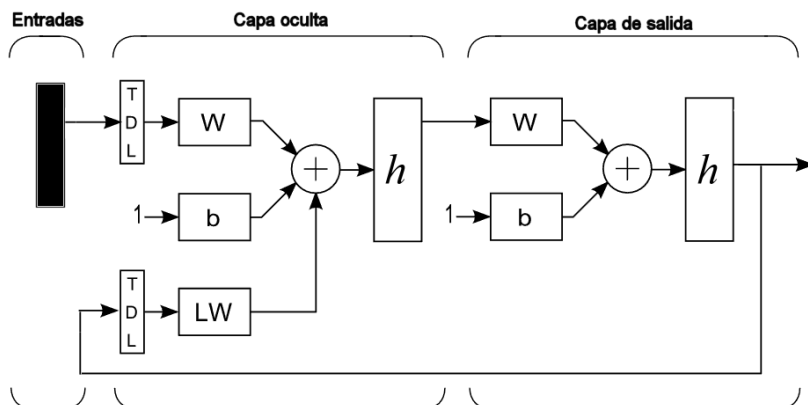 Entradas
Capa oculta
Capa de salida
T
D
L
W
W
+
h
+
h
1
b
1
b
T
D
L
LW